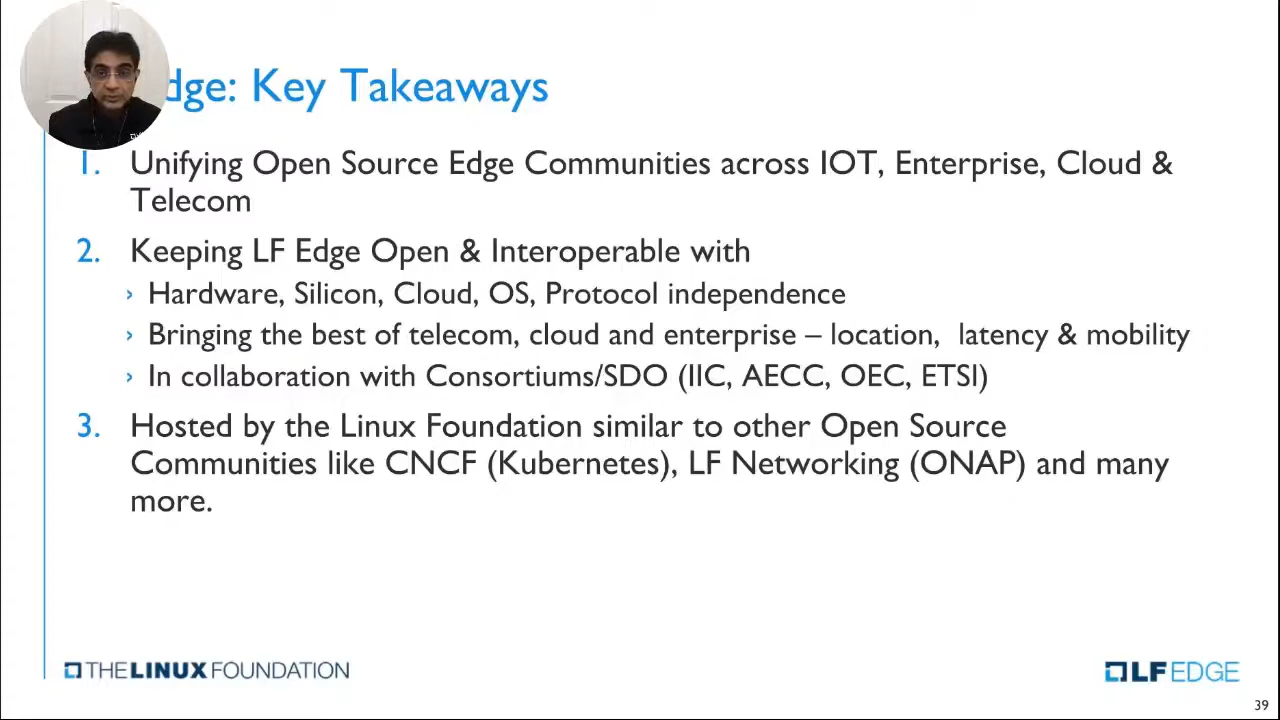 dge: Key Takeaways
1. Unifying Open Source Edge Communities across IOT, Enterprise, Cloud &
Telecom
2. Keeping LF Edge Open & Interoperable with
› Hardware, Silicon, Cloud, OS, Protocol independence
› Bringing the best of telecom, cloud and enterprise – location, latency & mobility
› In collaboration with Consortiums/SDO (IIC, AECC, OEC, ETSI)
3. Hosted by the Linux Foundation similar to other Open Source
Communities like CNCF (Kubernetes), LF Networking (ONAP) and many
more.
THE LINUX FOUNDATION
LF EDGE
39